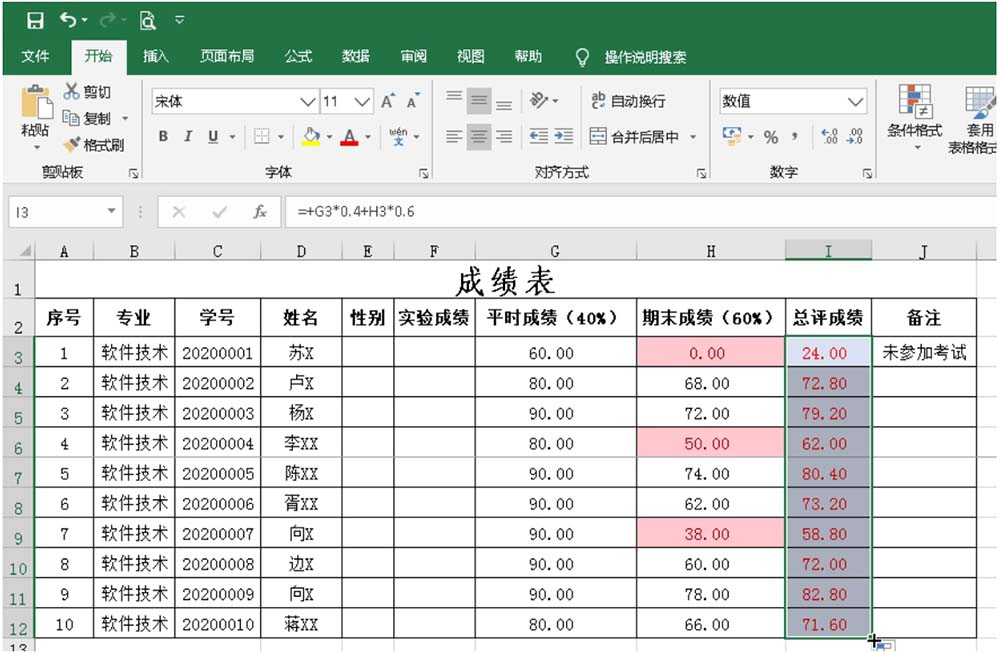 文件 开始 插入 页面布局 公式 数据 审阅 视图 帮助 操作说明搜索
粘贴 剪切 复制 格式刷 剪贴板
宋体 11 A A B I U A wén 文 字体
ab 自动换行 合并后居中 对齐方式
数值 % , .00 .00 数字
条件格式 套用
表格格式
I3 fx =+G3*0.4+H3*0.6
A B C D E F G H I J
1 成绩表
2 序号 专业 学号 姓名 性别 实验成绩 平时成绩（40%） 期末成绩（60%） 总评成绩 备注
3 1 软件技术 20200001 苏X 60.00 0.00 24.00 未参加考试
4 2 软件技术 20200002 卢X 80.00 68.00 72.80
5 3 软件技术 20200003 杨X 90.00 72.00 79.20
6 4 软件技术 20200004 李XX 80.00 50.00 62.00
7 5 软件技术 20200005 陈XX 90.00 74.00 80.40
8 6 软件技术 20200006 胥XX 90.00 62.00 73.20
9 7 软件技术 20200007 向X 90.00 38.00 58.80
10 8 软件技术 20200008 边X 90.00 60.00 72.00
11 9 软件技术 20200009 向X 90.00 78.00 82.80
12 10 软件技术 20200010 蒋XX 80.00 66.00 71.60
13